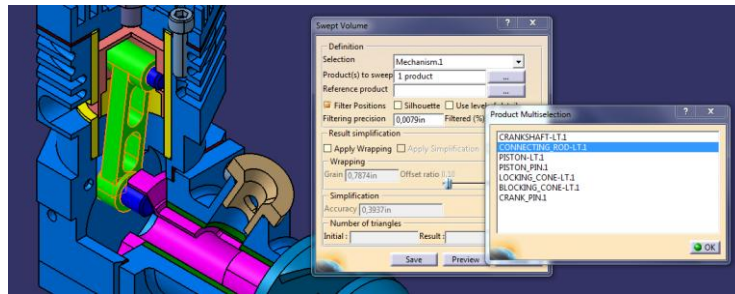 Swept Volume
Definition
Selection Mechanism.1
Product(s) to sweep 1 product ...
Reference product ...
Filter Positions Silhouette Use level of details
Filtering precision 0,0079in Filtered (%)
Result simplification
Apply Wrapping Apply Simplification
Wrapping
Grain 0,7874in Offset ratio 0.10
Simplification
Accuracy 0,3937in
Number of triangles
Initial : Result :
Save Preview
Product Multiselection
CRANKSHAFT-LT.1
CONNECTING_ROD-LT.1
PISTON-LT.1
PISTON_PIN.1
LOCKING_CONE-LT.1
BLOCKING_CONE-LT.1
CRANK_PIN.1
OK